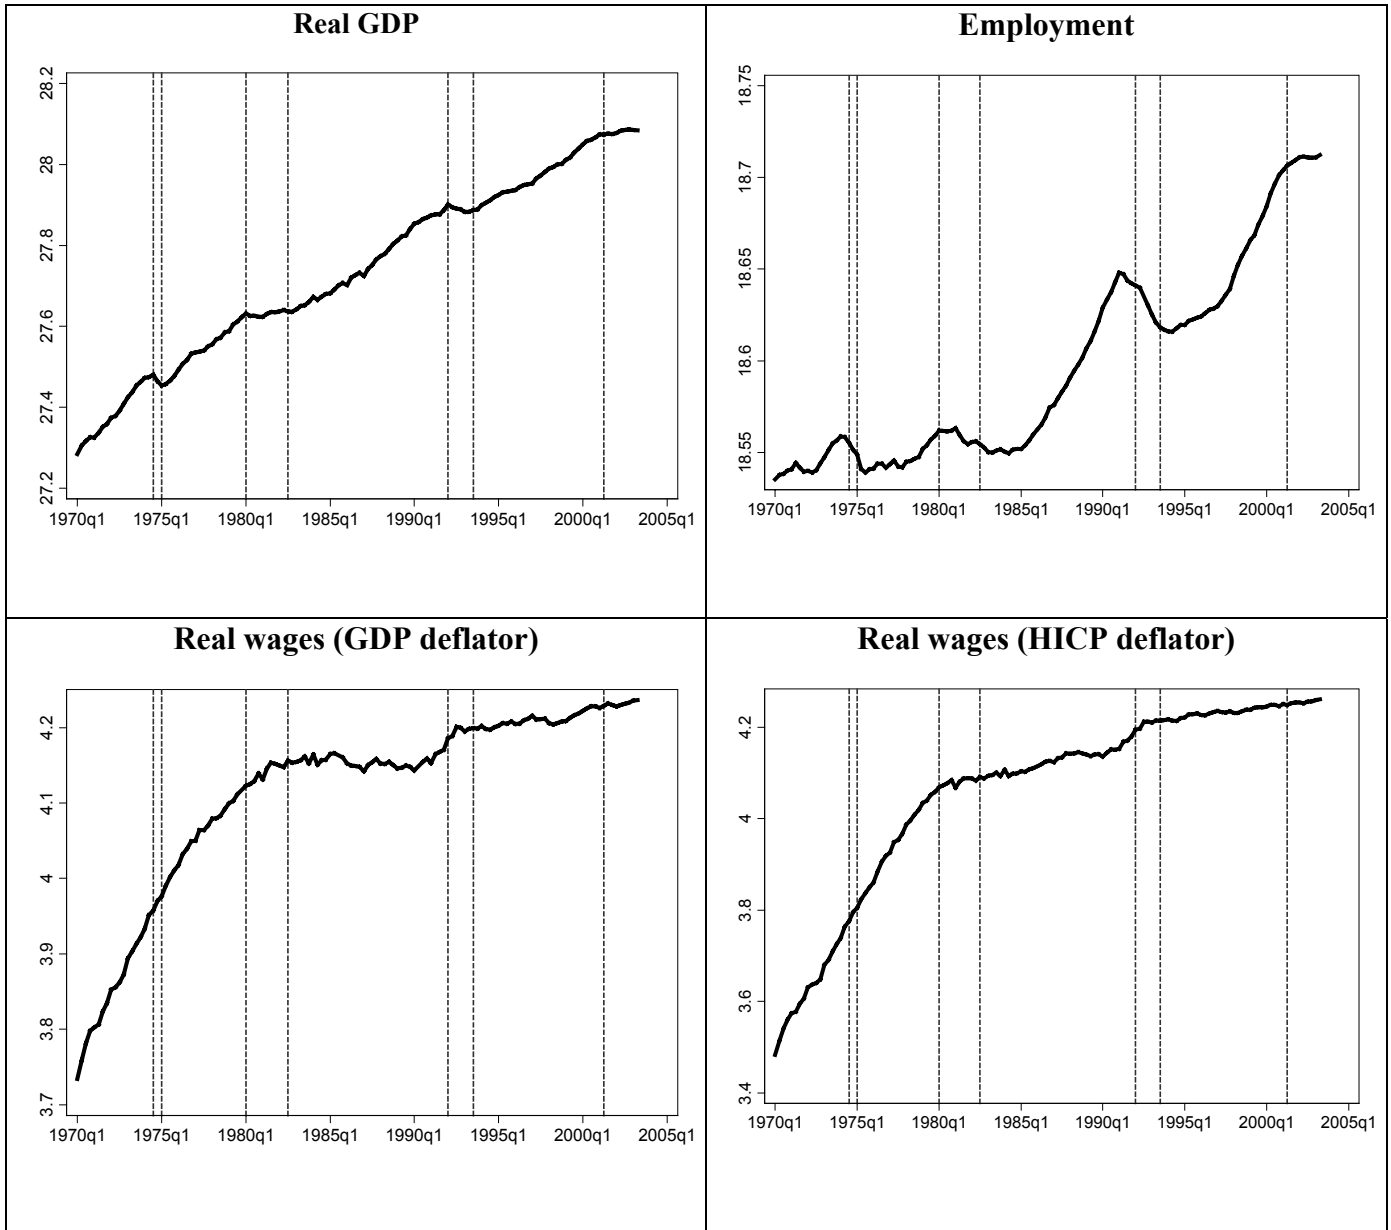 Real GDP
28.2
28
27.8
27.6
27.4
27.2
1970q1 1975q1 1980q1 1985q1 1990q1 1995q1 2000q1 2005q1
Employment
18.75
18.7
18.65
18.6
18.55
1970q1 1975q1 1980q1 1985q1 1990q1 1995q1 2000q1 2005q1
Real wages (GDP deflator)
4.2
4.1
4
3.9
3.8
3.7
1970q1 1975q1 1980q1 1985q1 1990q1 1995q1 2000q1 2005q1
Real wages (HICP deflator)
4.2
4
3.8
3.6
3.4
1970q1 1975q1 1980q1 1985q1 1990q1 1995q1 2000q1 2005q1